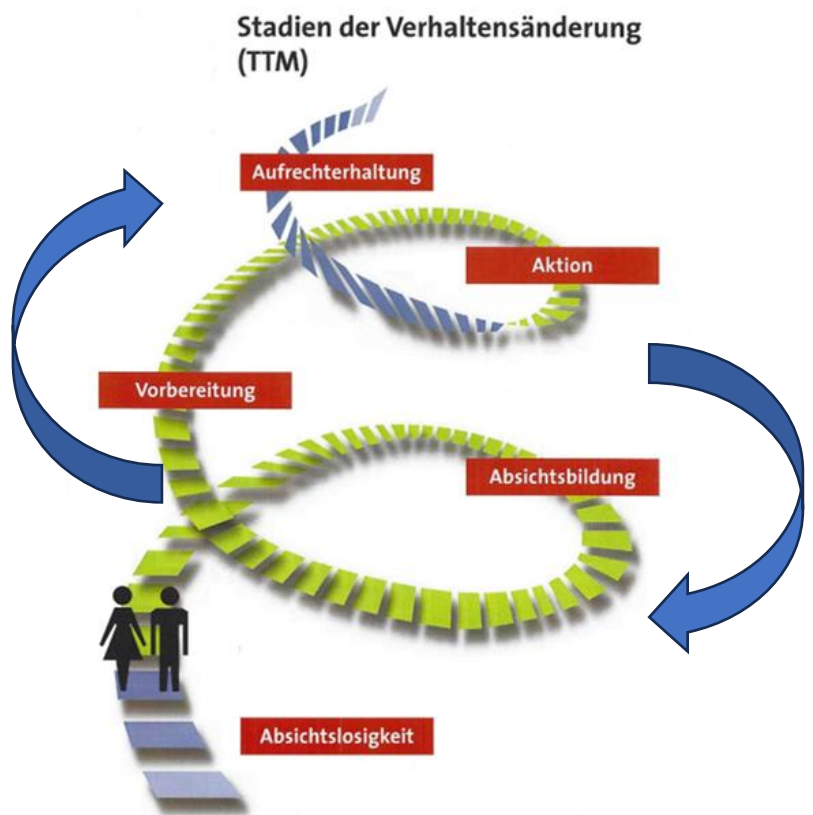 Stadien der Verhaltensänderung
(TTM)
Aufrechterhaltung
Aktion
Vorbereitung
Absichtsbildung
Absichtslosigkeit